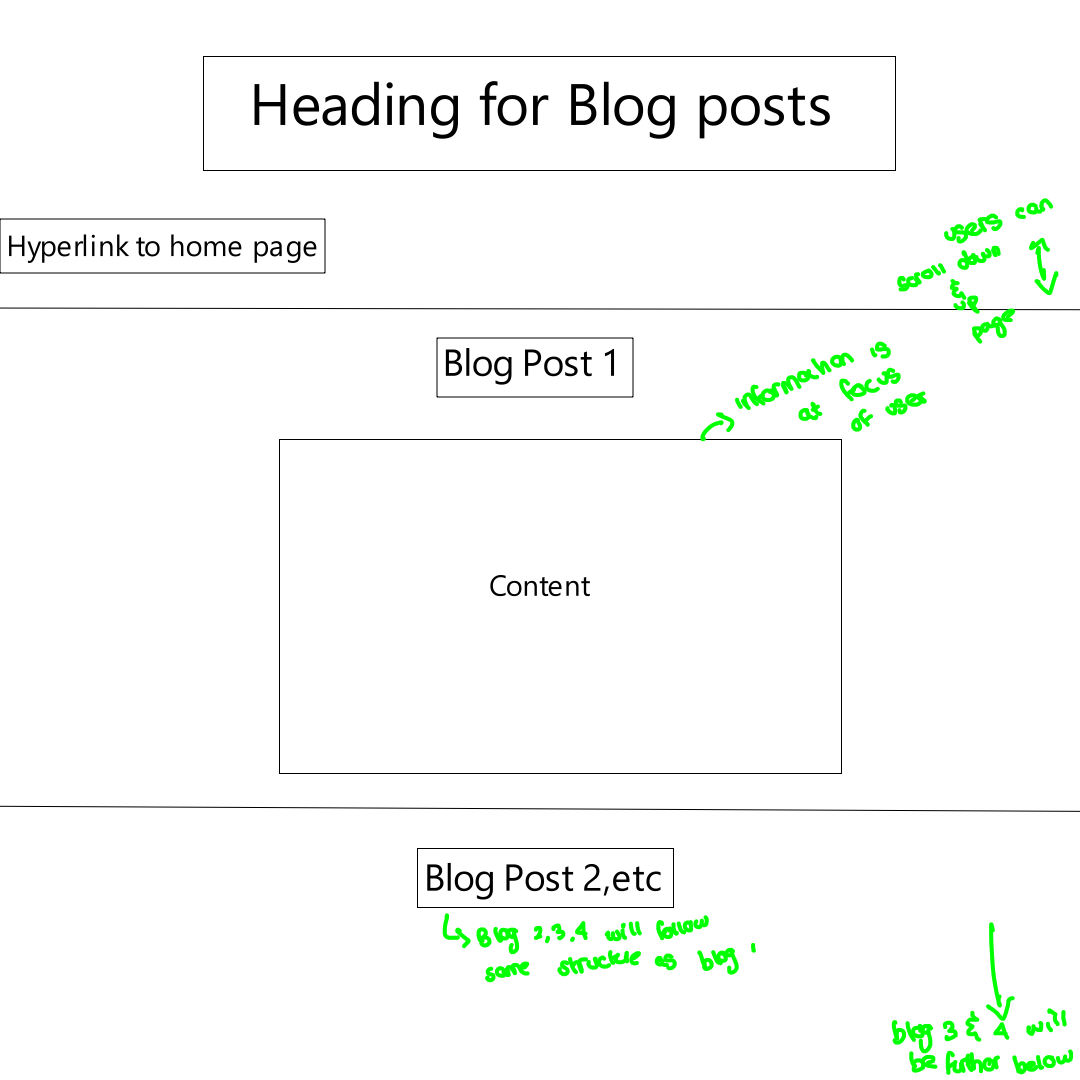 Heading for Blog posts
Hyperlink to home page
users can
scroll down
&
up
page
Blog Post 1
information is
at focus
of user
Content
Blog Post 2,etc
Blog 2,3,4 will follow
same structure as blog 1
blog 3 & 4 will
be further below